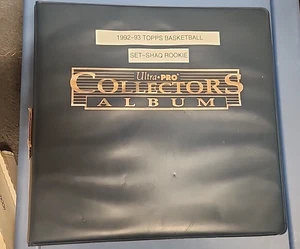 1992-93 TOPPS BASKETBALL
SET-SHAQ ROOKIE
Ultra·PRO
COLLECTORS
ALBUM